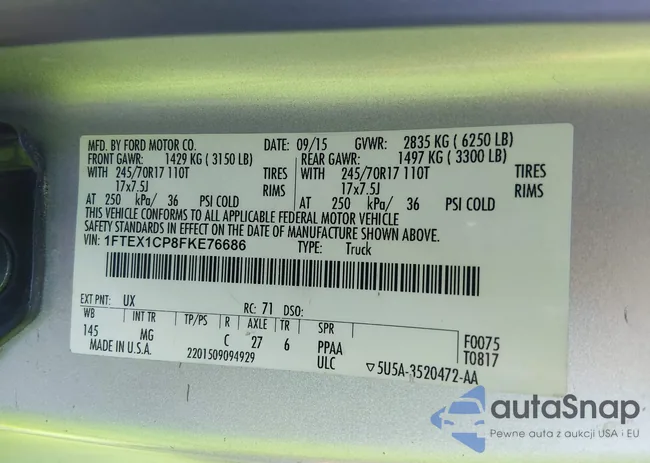 MFD. BY FORD MOTOR CO. DATE: 09/15 GVWR: 2835 KG ( 6250 LB)
FRONT GAWR: 1429 KG ( 3150 LB) REAR GAWR: 1497 KG ( 3300 LB)
WITH 245/70R17 110T TIRES WITH 245/70R17 110T TIRES
17x7.5J RIMS 17x7.5J RIMS
AT 250 kPa/ 36 PSI COLD AT 250 kPa/ 36 PSI COLD
THIS VEHICLE CONFORMS TO ALL APPLICABLE FEDERAL MOTOR VEHICLE
SAFETY STANDARDS IN EFFECT ON THE DATE OF MANUFACTURE SHOWN ABOVE.
VIN: 1FTEX1CP8FKE76686 TYPE: Truck
EXT PNT: UX RC: 71 DSO:
WB INT TR TP/PS R AXLE TR SPR
145 MG C 27 6 PPAA F0075
MADE IN U.S.A. 2201509094929 ULC T0817
▽5U5A-3520472-AA
autaSnap
Pewne auta z aukcji USA i EU